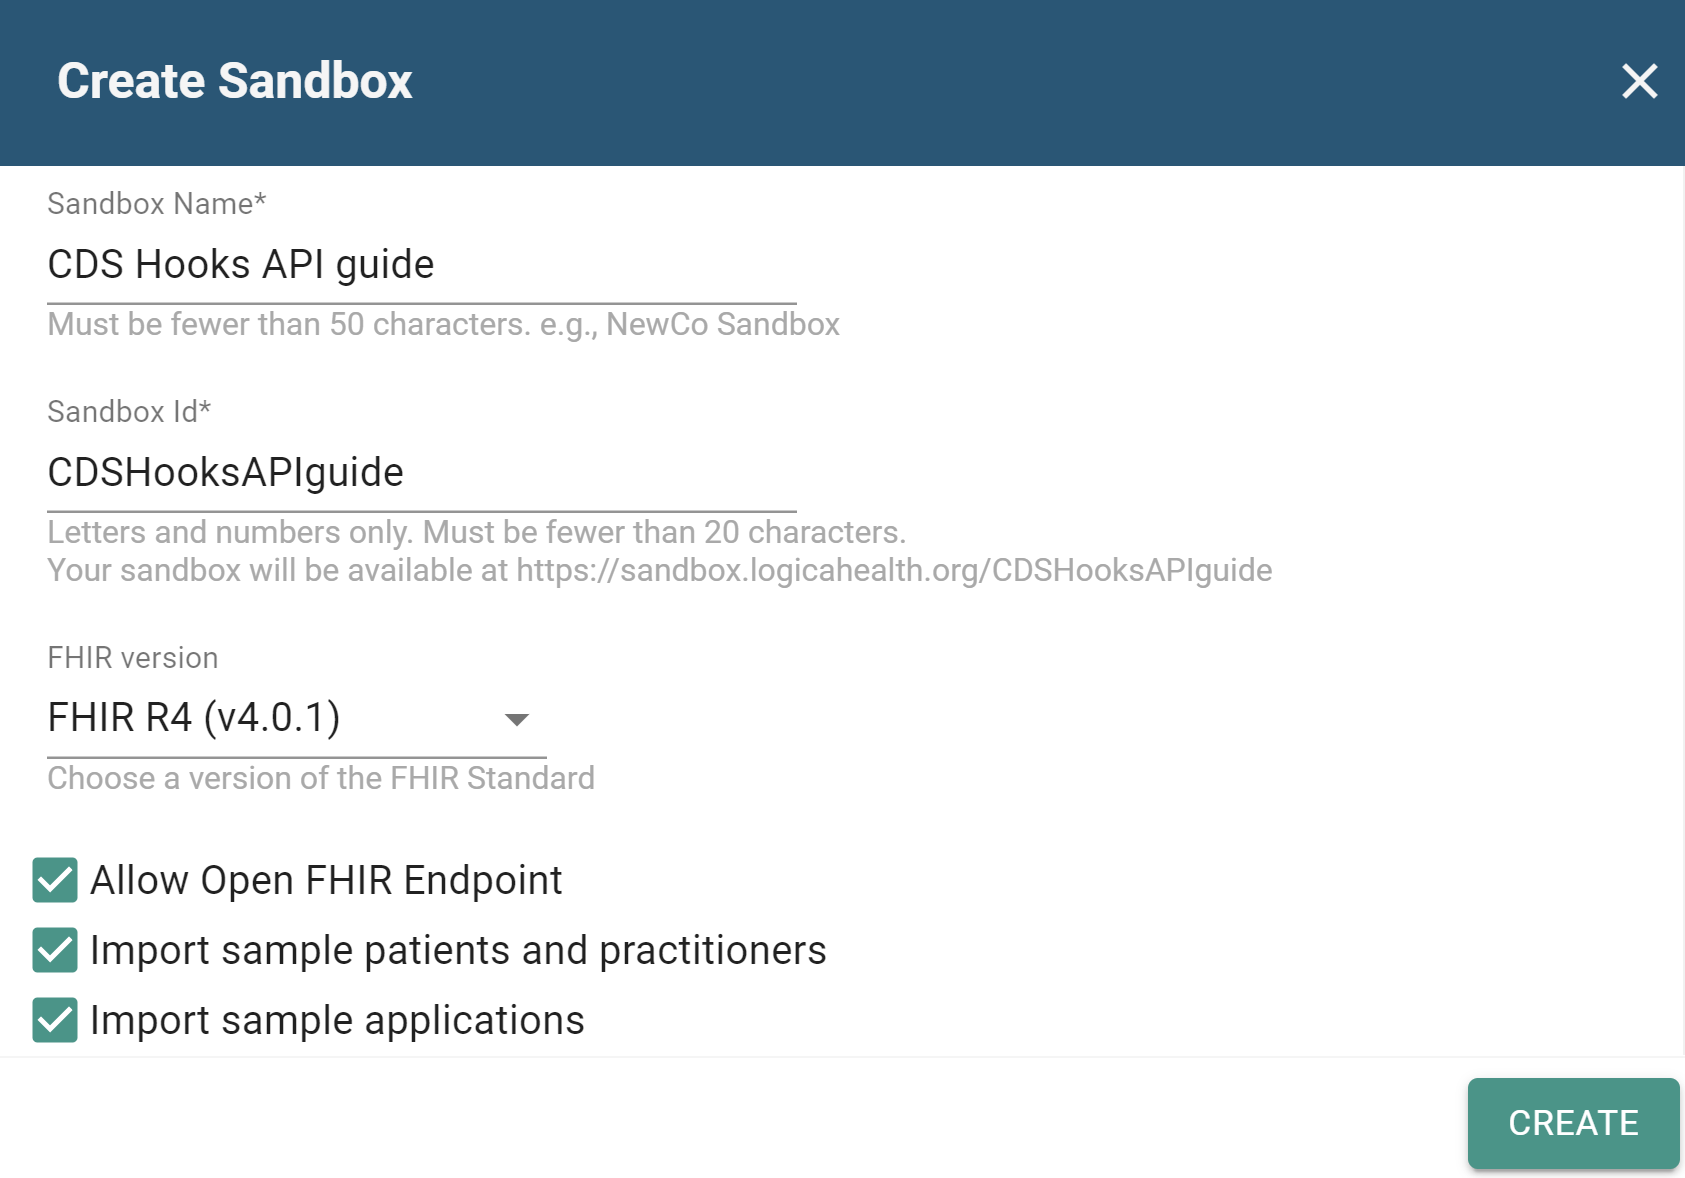 Create Sandbox
Sandbox Name*
CDS Hooks API guide
Must be fewer than 50 characters. e.g., NewCo Sandbox
Sandbox Id*
CDSHooksAPIguide
Letters and numbers only. Must be fewer than 20 characters.
Your sandbox will be available at https://sandbox.logicahealth.org/CDSHooksAPIguide
FHIR version
FHIR R4 (v4.0.1)
Choose a version of the FHIR Standard
Allow Open FHIR Endpoint
Import sample patients and practitioners
Import sample applications
CREATE